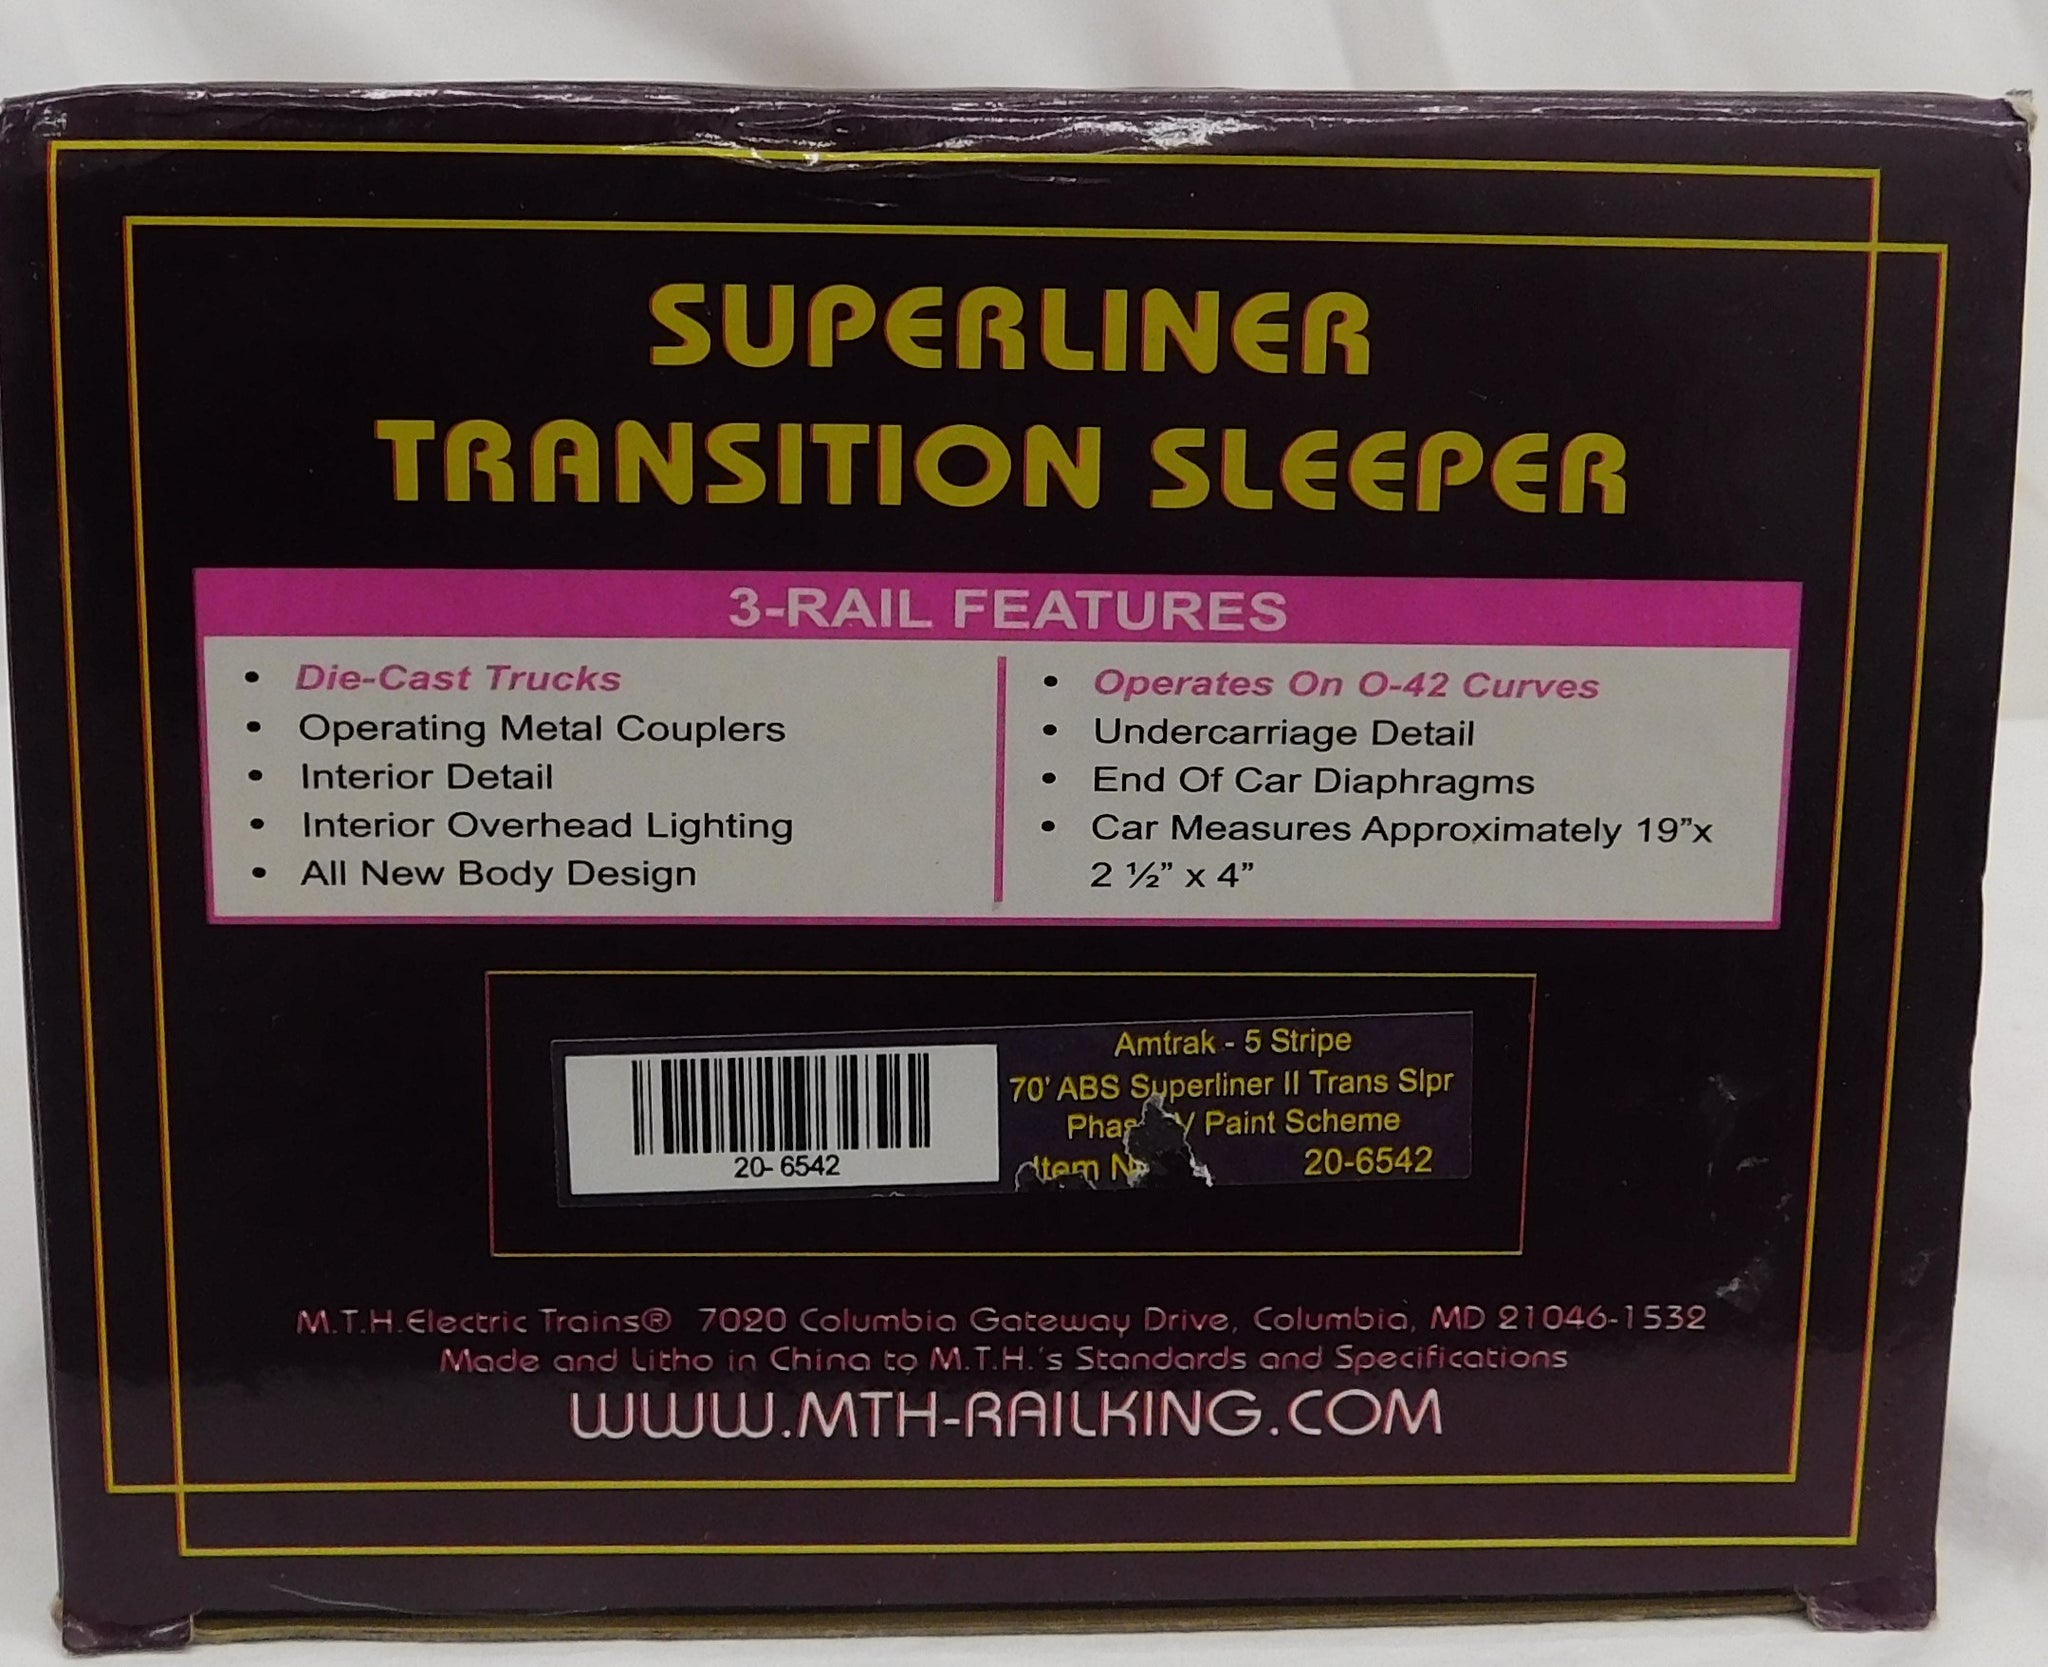 SUPERLINER
TRANSITION SLEEPER
3-RAIL FEATURES
• Die-Cast Trucks
• Operating Metal Couplers
• Interior Detail
• Interior Overhead Lighting
• All New Body Design
• Operates On O-42 Curves
• Undercarriage Detail
• End Of Car Diaphragms
• Car Measures Approximately 19”x
2 ½” x 4”
20-6542
Amtrak - 5 Stripe
70' ABS Superliner II Trans Slpr
Paint Scheme
Item 20-6542
M.T.H. Electric Trains® 7020 Columbia Gateway Drive, Columbia, MD 21046-1532
Made and Litho in China to M.T.H.'s Standards and Specifications
WWW.MTH-RAILKING.COM